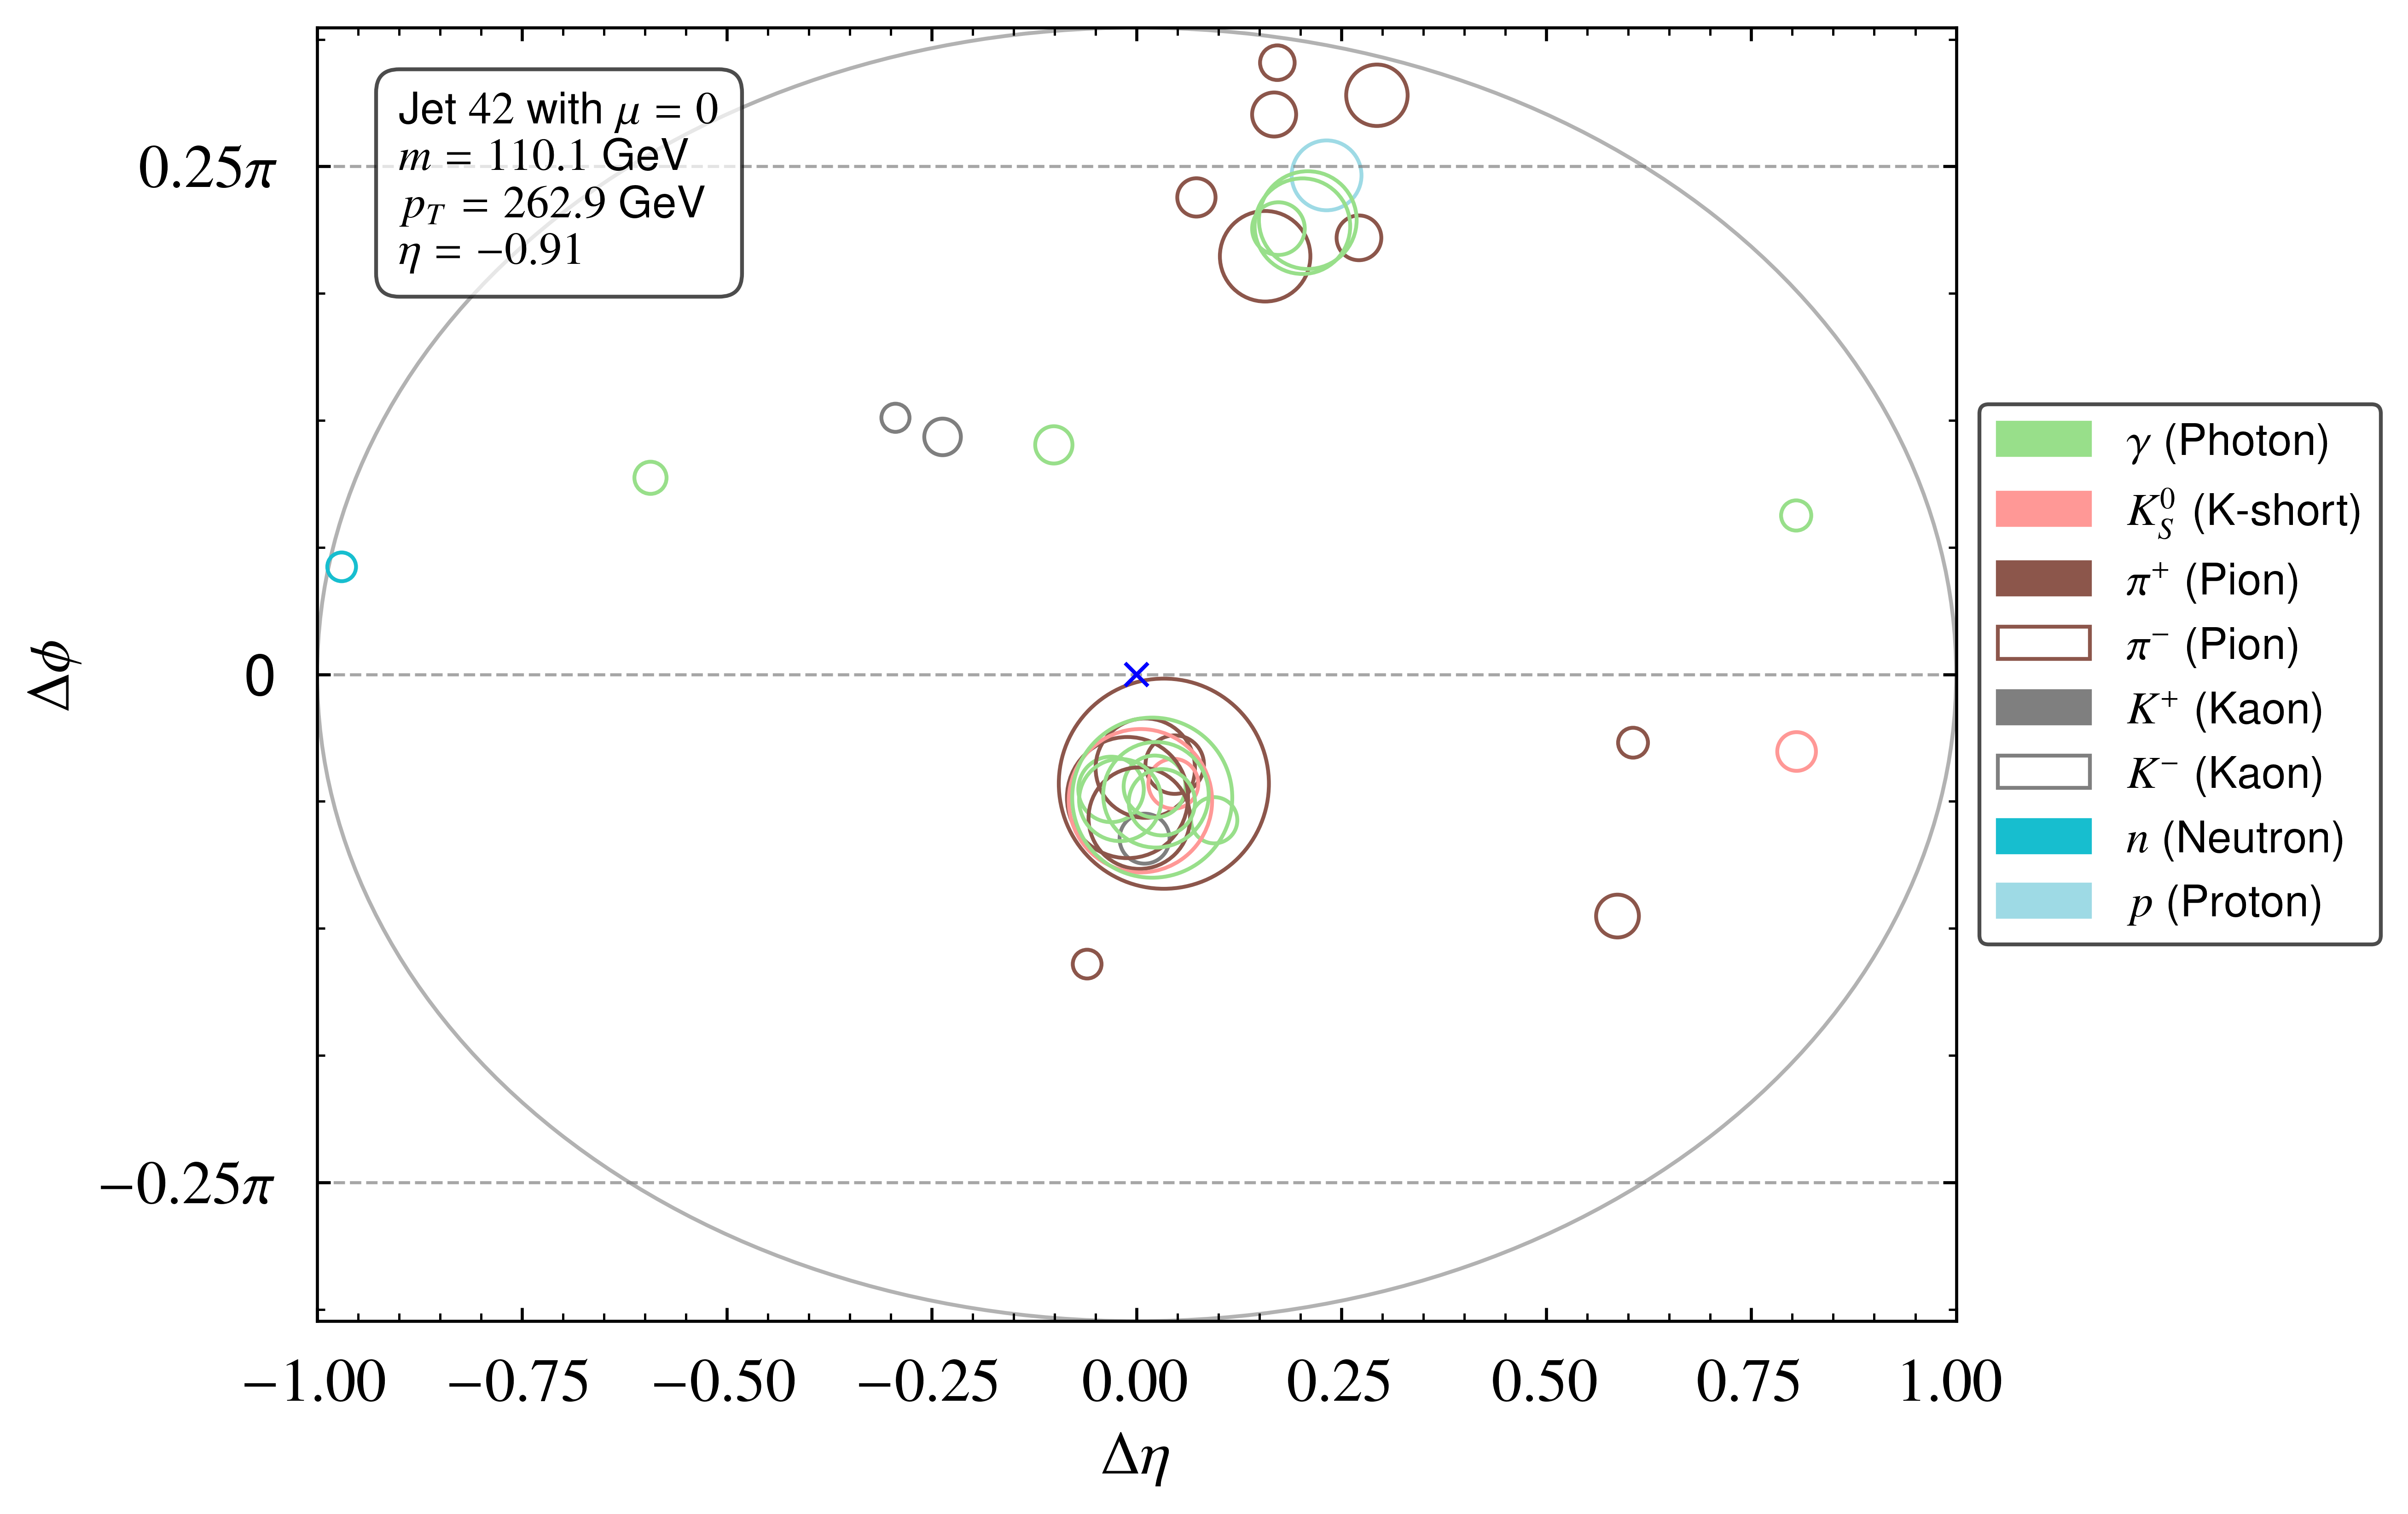 Jet 42 with μ = 0
m = 110.1 GeV
p_T = 262.9 GeV
η = −0.91
0.25π
0
−0.25π
Δϕ
−1.00 −0.75 −0.50 −0.25 0.00 0.25 0.50 0.75 1.00
Δη
γ (Photon)
K_S^0 (K-short)
π^+ (Pion)
π^− (Pion)
K^+ (Kaon)
K^− (Kaon)
n (Neutron)
p (Proton)